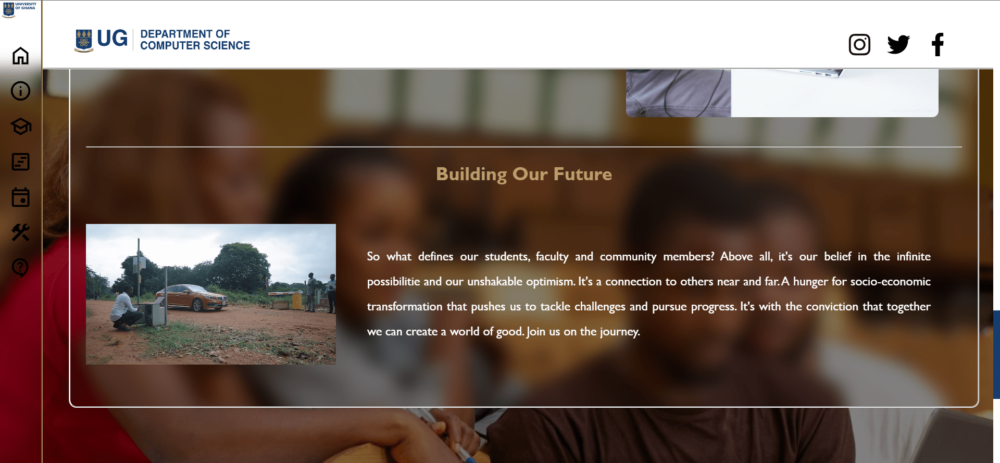 UNIVERSITY
OF GHANA
UG
DEPARTMENT OF
COMPUTER SCIENCE
Building Our Future
So what defines our students, faculty and community members? Above all, it's our belief in the infinite
possibilitie and our unshakable optimism. It's a connection to others near and far. A hunger for socio-economic
transformation that pushes us to tackle challenges and pursue progress. It's with the conviction that together
we can create a world of good. Join us on the journey.